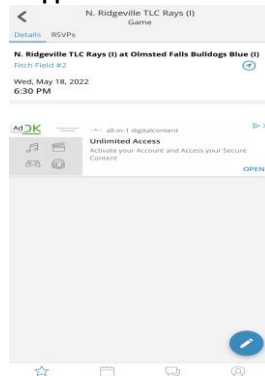 N. Ridgeville TLC Rays (I)
Game
Details RSVPs
N. Ridgeville TLC Rays (I) at Olmsted Falls Bulldogs Blue (I)
Fitch Field #2
Wed, May 18, 2022
6:30 PM
Ad DK all-in-1 digitalcontent
Unlimited Access
Activate your Account and Access your Secure
Content
OPEN